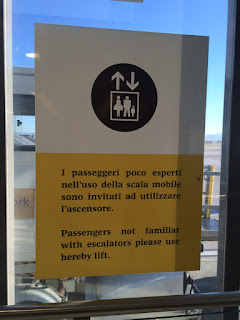 I passeggeri poco esperti
nell'uso della scala mobile
sono invitati ad utilizzare
l'ascensore.
Passengers not familiar
with escalators please use
hereby lift.